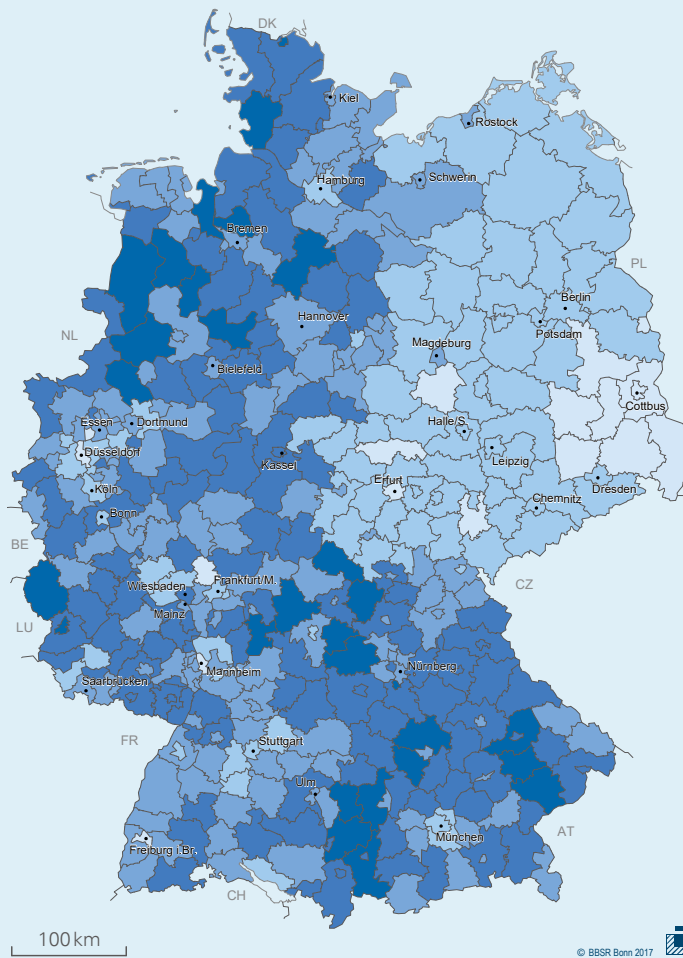 DK
Kiel
Rostock
Hamburg
Schwerin
Bremen
PL
Berlin
Hannover
Potsdam
NL
Magdeburg
Bielefeld
Cottbus
Essen
Dortmund
Halle/S.
Düsseldorf
Leipzig
Kassel
Erfurt
Dresden
Köln
Chemnitz
Bonn
BE
CZ
Wiesbaden
Frankfurt/M.
Mainz
LU
Nürnberg
Mannheim
Saarbrücken
FR
Stuttgart
Ulm
AT
München
Freiburg i.Br.
CH
100 km
© BBSR Bonn 2017